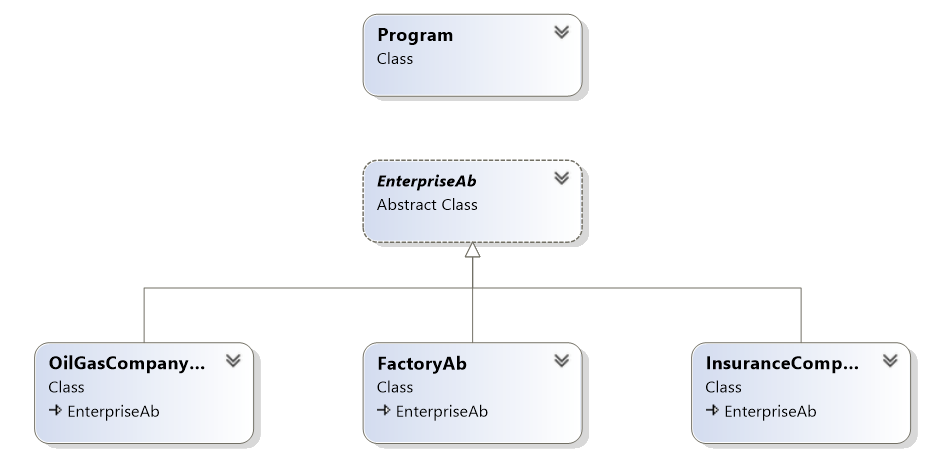 Program
Class
EnterpriseAb
Abstract Class
OilGasCompany...
Class
EnterpriseAb
FactoryAb
Class
EnterpriseAb
InsuranceComp...
Class
EnterpriseAb